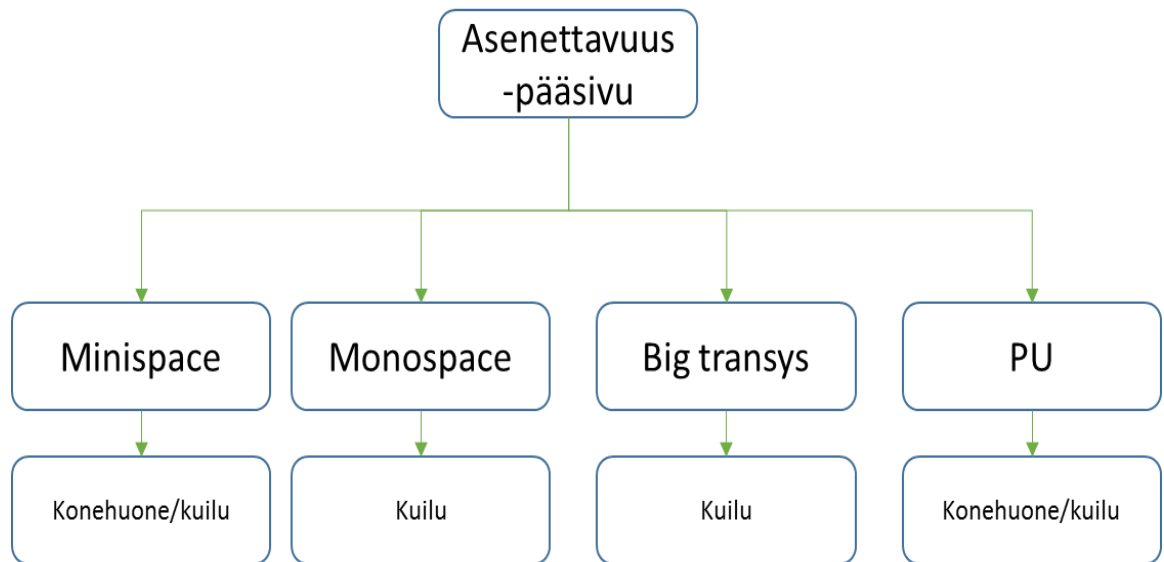 Asenettavuus
-pääsivu
Minispace
Monospace
Big transys
PU
Konehuone/kuilu
Kuilu
Kuilu
Konehuone/kuilu